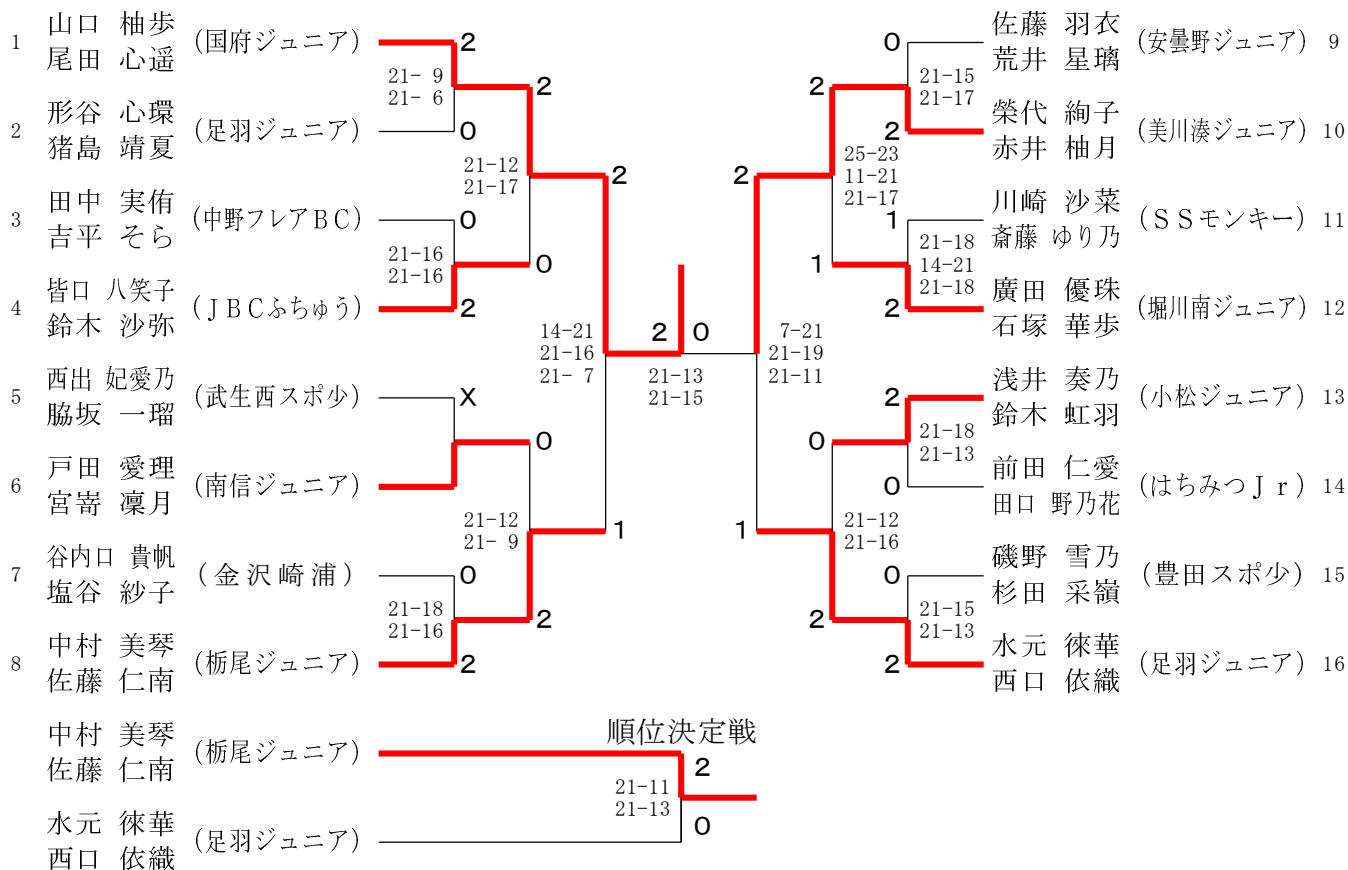 1 山口 柚歩
尾田 心遥
(国府ジュニア) 2
21- 9
21- 6
2
2 形谷 心環
猪島 靖夏
(足羽ジュニア) 0
21-12
21-17
2
3 田中 実侑
吉平 そら
(中野フレアBC) 0
21-16
21-16
0
4 皆口 八笑子
鈴木 沙弥
(JBCふちゅう) 2
14-21
21-16
21- 7
5 西出 妃愛乃
脇坂 一瑠
(武生西スポ少) X
0
6 戸田 愛理
宮嵜 凜月
(南信ジュニア)
21-12
21- 9
1
7 谷内口 貴帆
塩谷 紗子
(金沢崎浦) 0
21-18
21-16
2
8 中村 美琴
佐藤 仁南
(栃尾ジュニア) 2
2 0
21-13
21-15
0 佐藤 羽衣
荒井 星璃
(安曇野ジュニア) 9
21-15
21-17
2
2 榮代 絢子
赤井 柚月
(美川湊ジュニア) 10
25-23
11-21
21-17
2
1 川崎 沙菜
斎藤 ゆり乃
(SSモンキー) 11
21-18
14-21
21-18
1
2 廣田 優珠
石塚 華歩
(堀川南ジュニア) 12
7-21
21-19
21-11
2 浅井 奏乃
鈴木 虹羽
(小松ジュニア) 13
21-18
21-13
0
0 前田 仁愛
田口 野乃花
(はちみつJr) 14
21-12
21-16
1
0 磯野 雪乃
杉田 采嶺
(豊田スポ少) 15
21-15
21-13
2
2 水元 徠華
西口 依織
(足羽ジュニア) 16
順位決定戦
中村 美琴
佐藤 仁南
(栃尾ジュニア)
2
21-11
21-13
0
水元 徠華
西口 依織
(足羽ジュニア)